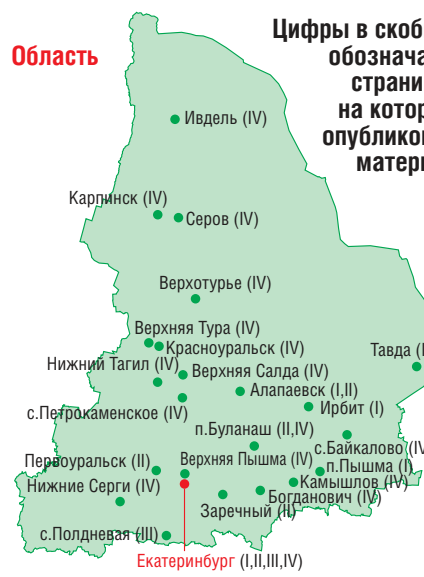 Область
Цифры в скоб
обознача
страни
на котор
опубликов
матери
Ивдель (IV)
Карпинск (IV)
Серов (IV)
Верхотурье (IV)
Верхняя Тура (IV)
Красноуральск (IV)
Тавда (I
Нижний Тагил (IV)
Верхняя Салда (IV)
Алапаевск (I,II)
Ирбит (I)
с.Петрокаменское (IV)
п.Буланаш (II,IV)
с.Байкалово (IV
Первоуральск (II)
Верхняя Пышма (IV)
п.Пышма (I)
Нижние Серги (IV)
Камышлов (IV)
Богданович (IV)
Заречный (II)
с.Полдневая (III)
Екатеринбург (I,II,III,IV)